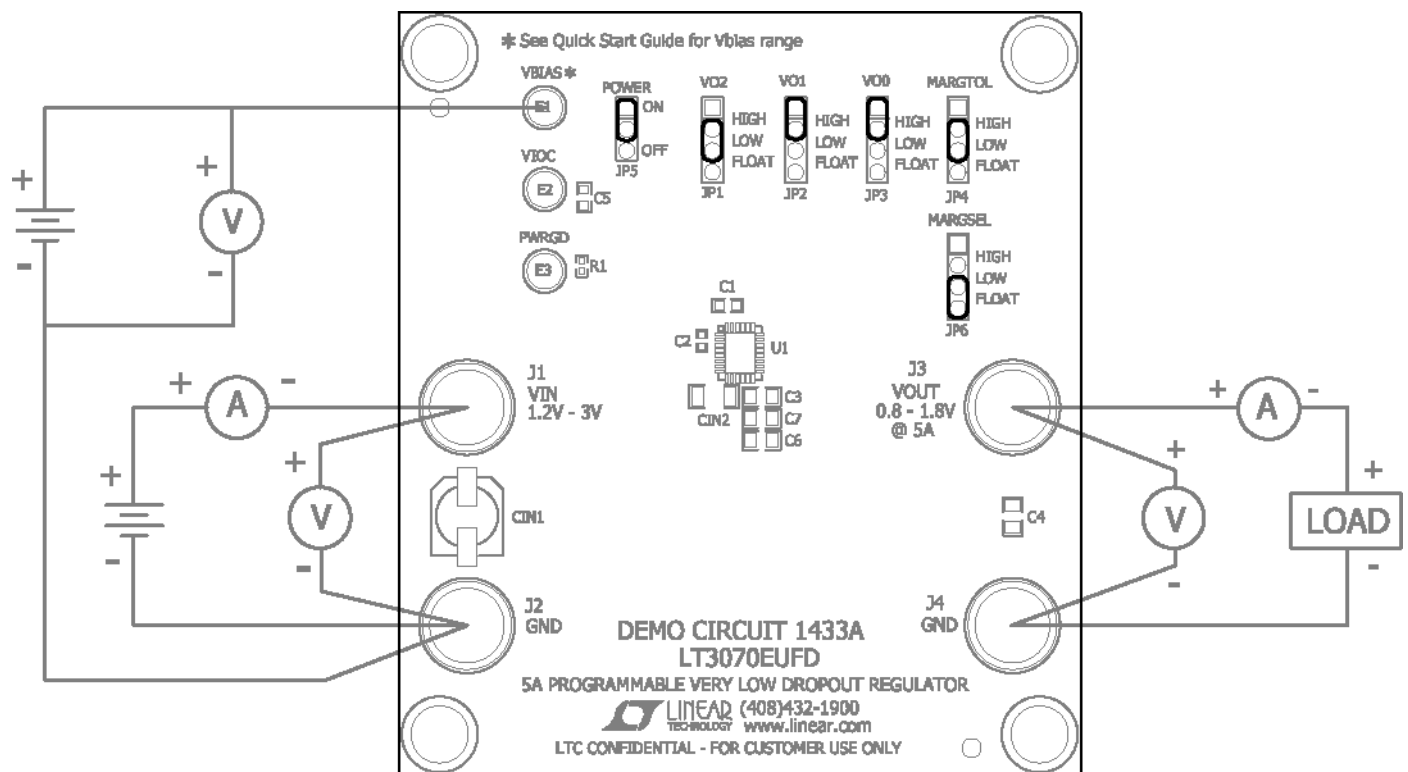 * See Quick Start Guide for Vbias range
VBIAS *
E1
POWER
ON
OFF
JP5
VO2
HIGH
LOW
FLOAT
JP1
VO1
HIGH
LOW
FLOAT
JP2
VO0
HIGH
LOW
FLOAT
JP3
MARGTOL
HIGH
LOW
FLOAT
JP4
VIOC
E2
C5
PWRGD
E3
R1
MARGSEL
HIGH
LOW
FLOAT
JP6
+
-
+
V
-
C1
C2
U1
CIN2
C3
C7
C6
J1
VIN
1.2V - 3V
+
A
-
+
V
-
+
-
CIN1
J2
GND
J3
VOUT
0.8 - 1.8V
@ 5A
+
A
-
+
V
-
+
LOAD
-
C4
J4
GND
DEMO CIRCUIT 1433A
LT3070EUFD
5A PROGRAMMABLE VERY LOW DROPOUT REGULATOR
LINEAR TECHNOLOGY (408)432-1900
www.linear.com
LTC CONFIDENTIAL - FOR CUSTOMER USE ONLY